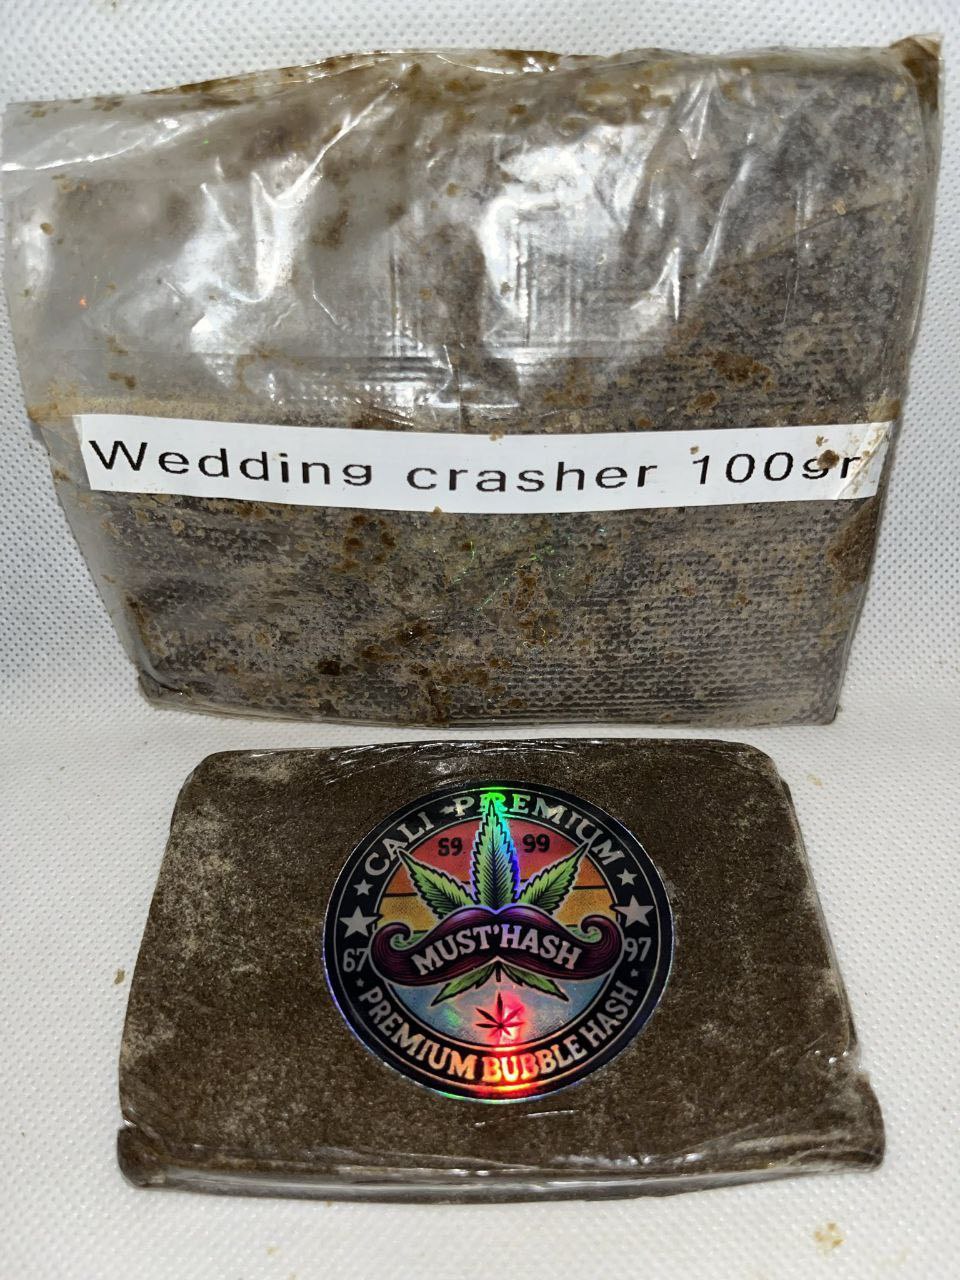 Wedding crasher 100gr
CALI PREMIUM
59 99
MUST'HASH
67 97
PREMIUM BUBBLE HASH